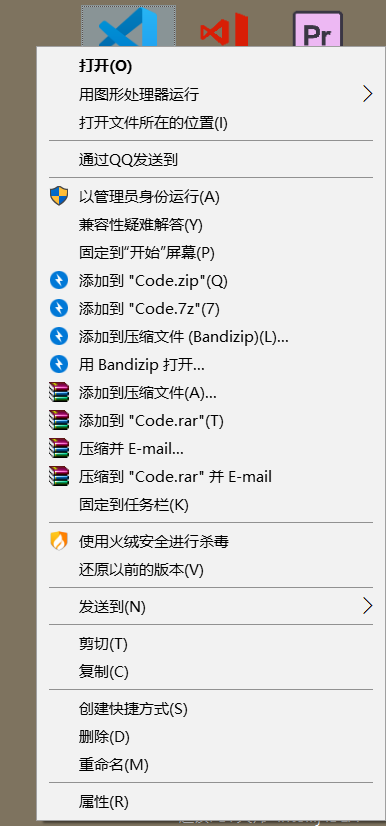 Pr
打开(O)
用图形处理器运行
打开文件所在的位置(I)
通过QQ发送到
以管理员身份运行(A)
兼容性疑难解答(Y)
固定到"开始"屏幕(P)
添加到 "Code.zip"(Q)
添加到 "Code.7z"(7)
添加到压缩文件 (Bandizip)(L)...
用 Bandizip 打开...
添加到压缩文件(A)...
添加到 "Code.rar"(T)
压缩并 E-mail...
压缩到 "Code.rar" 并 E-mail
固定到任务栏(K)
使用火绒安全进行杀毒
还原以前的版本(V)
发送到(N)
剪切(T)
复制(C)
创建快捷方式(S)
删除(D)
重命名(M)
属性(R)